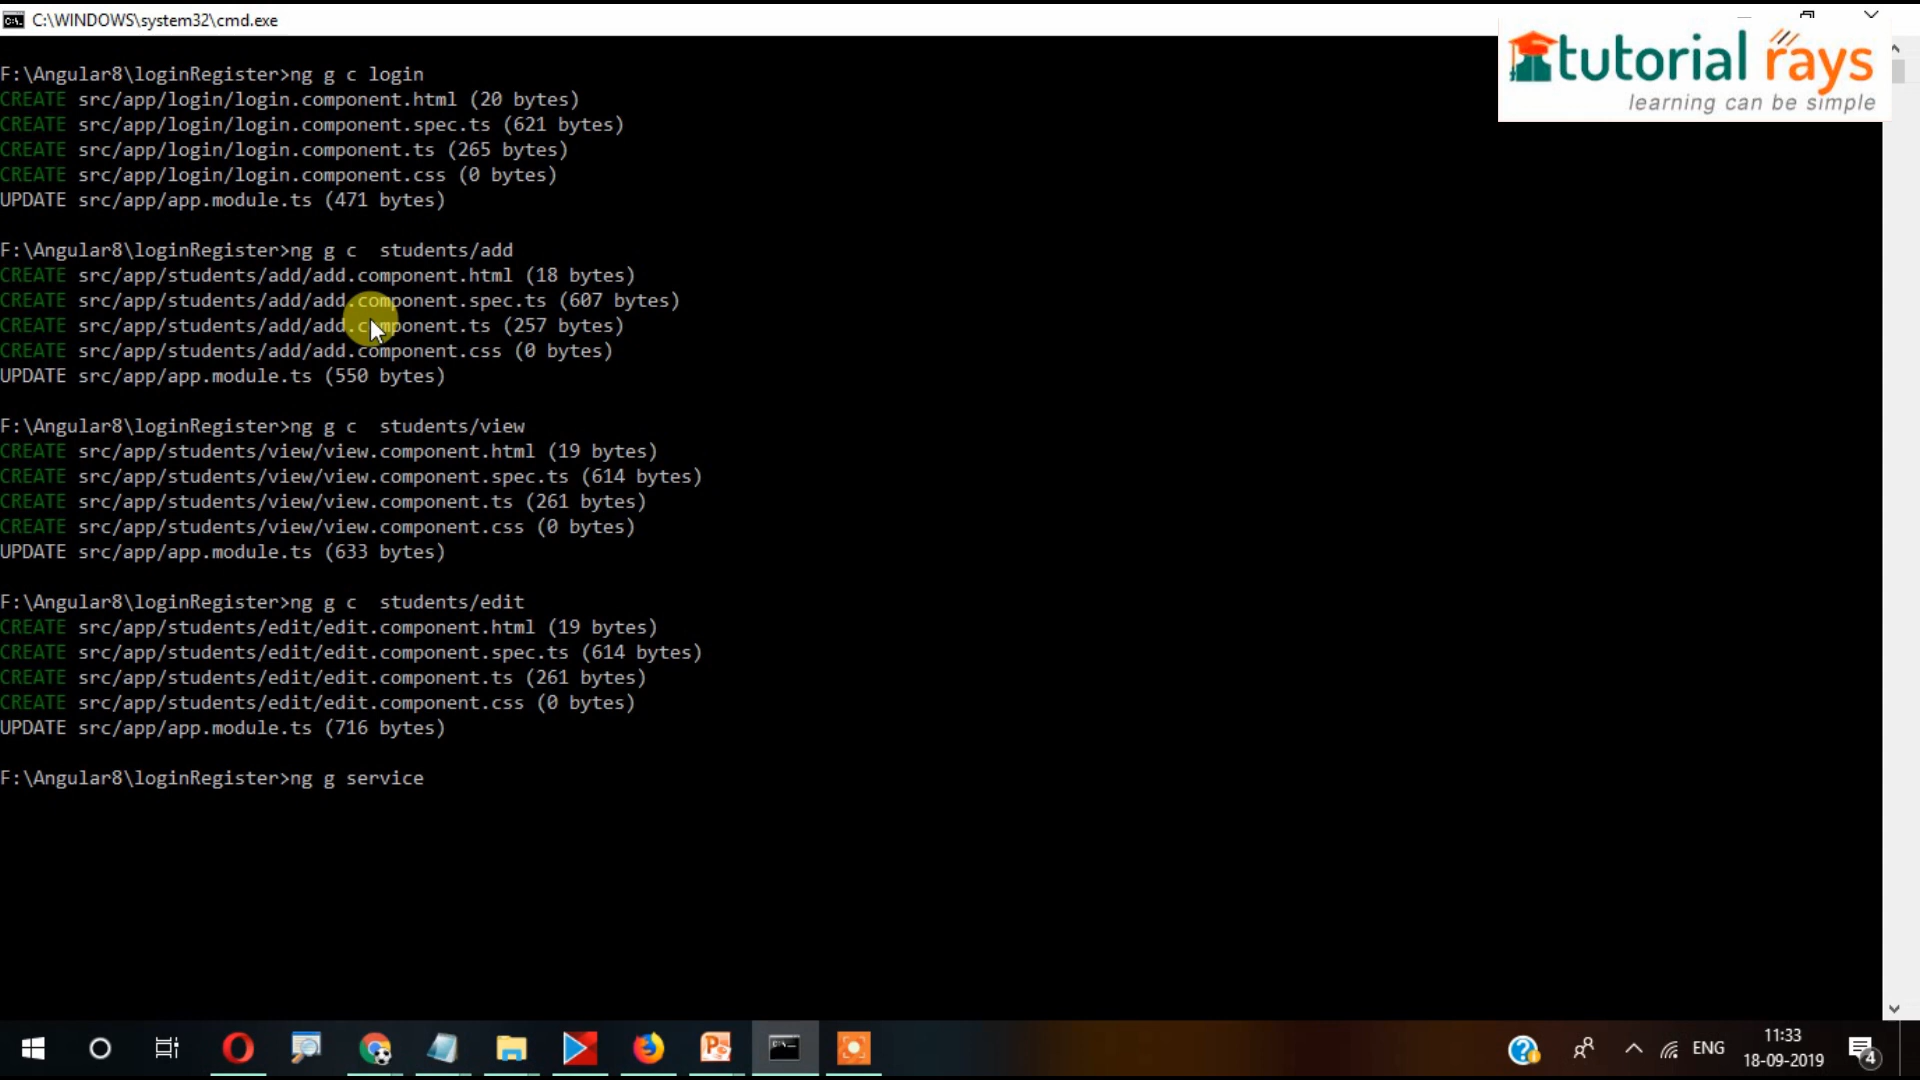 C:\WINDOWS\system32\cmd.exe
tutorial rays
learning can be simple
F:\Angular8\loginRegister>ng g c login
CREATE src/app/login/login.component.html (20 bytes)
CREATE src/app/login/login.component.spec.ts (621 bytes)
CREATE src/app/login/login.component.ts (265 bytes)
CREATE src/app/login/login.component.css (0 bytes)
UPDATE src/app/app.module.ts (471 bytes)
F:\Angular8\loginRegister>ng g c  students/add
CREATE src/app/students/add/add.component.html (18 bytes)
CREATE src/app/students/add/add.component.spec.ts (607 bytes)
CREATE src/app/students/add/add.component.ts (257 bytes)
CREATE src/app/students/add/add.component.css (0 bytes)
UPDATE src/app/app.module.ts (550 bytes)
F:\Angular8\loginRegister>ng g c  students/view
CREATE src/app/students/view/view.component.html (19 bytes)
CREATE src/app/students/view/view.component.spec.ts (614 bytes)
CREATE src/app/students/view/view.component.ts (261 bytes)
CREATE src/app/students/view/view.component.css (0 bytes)
UPDATE src/app/app.module.ts (633 bytes)
F:\Angular8\loginRegister>ng g c  students/edit
CREATE src/app/students/edit/edit.component.html (19 bytes)
CREATE src/app/students/edit/edit.component.spec.ts (614 bytes)
CREATE src/app/students/edit/edit.component.ts (261 bytes)
CREATE src/app/students/edit/edit.component.css (0 bytes)
UPDATE src/app/app.module.ts (716 bytes)
F:\Angular8\loginRegister>ng g service
ENG
11:33
18-09-2019
4